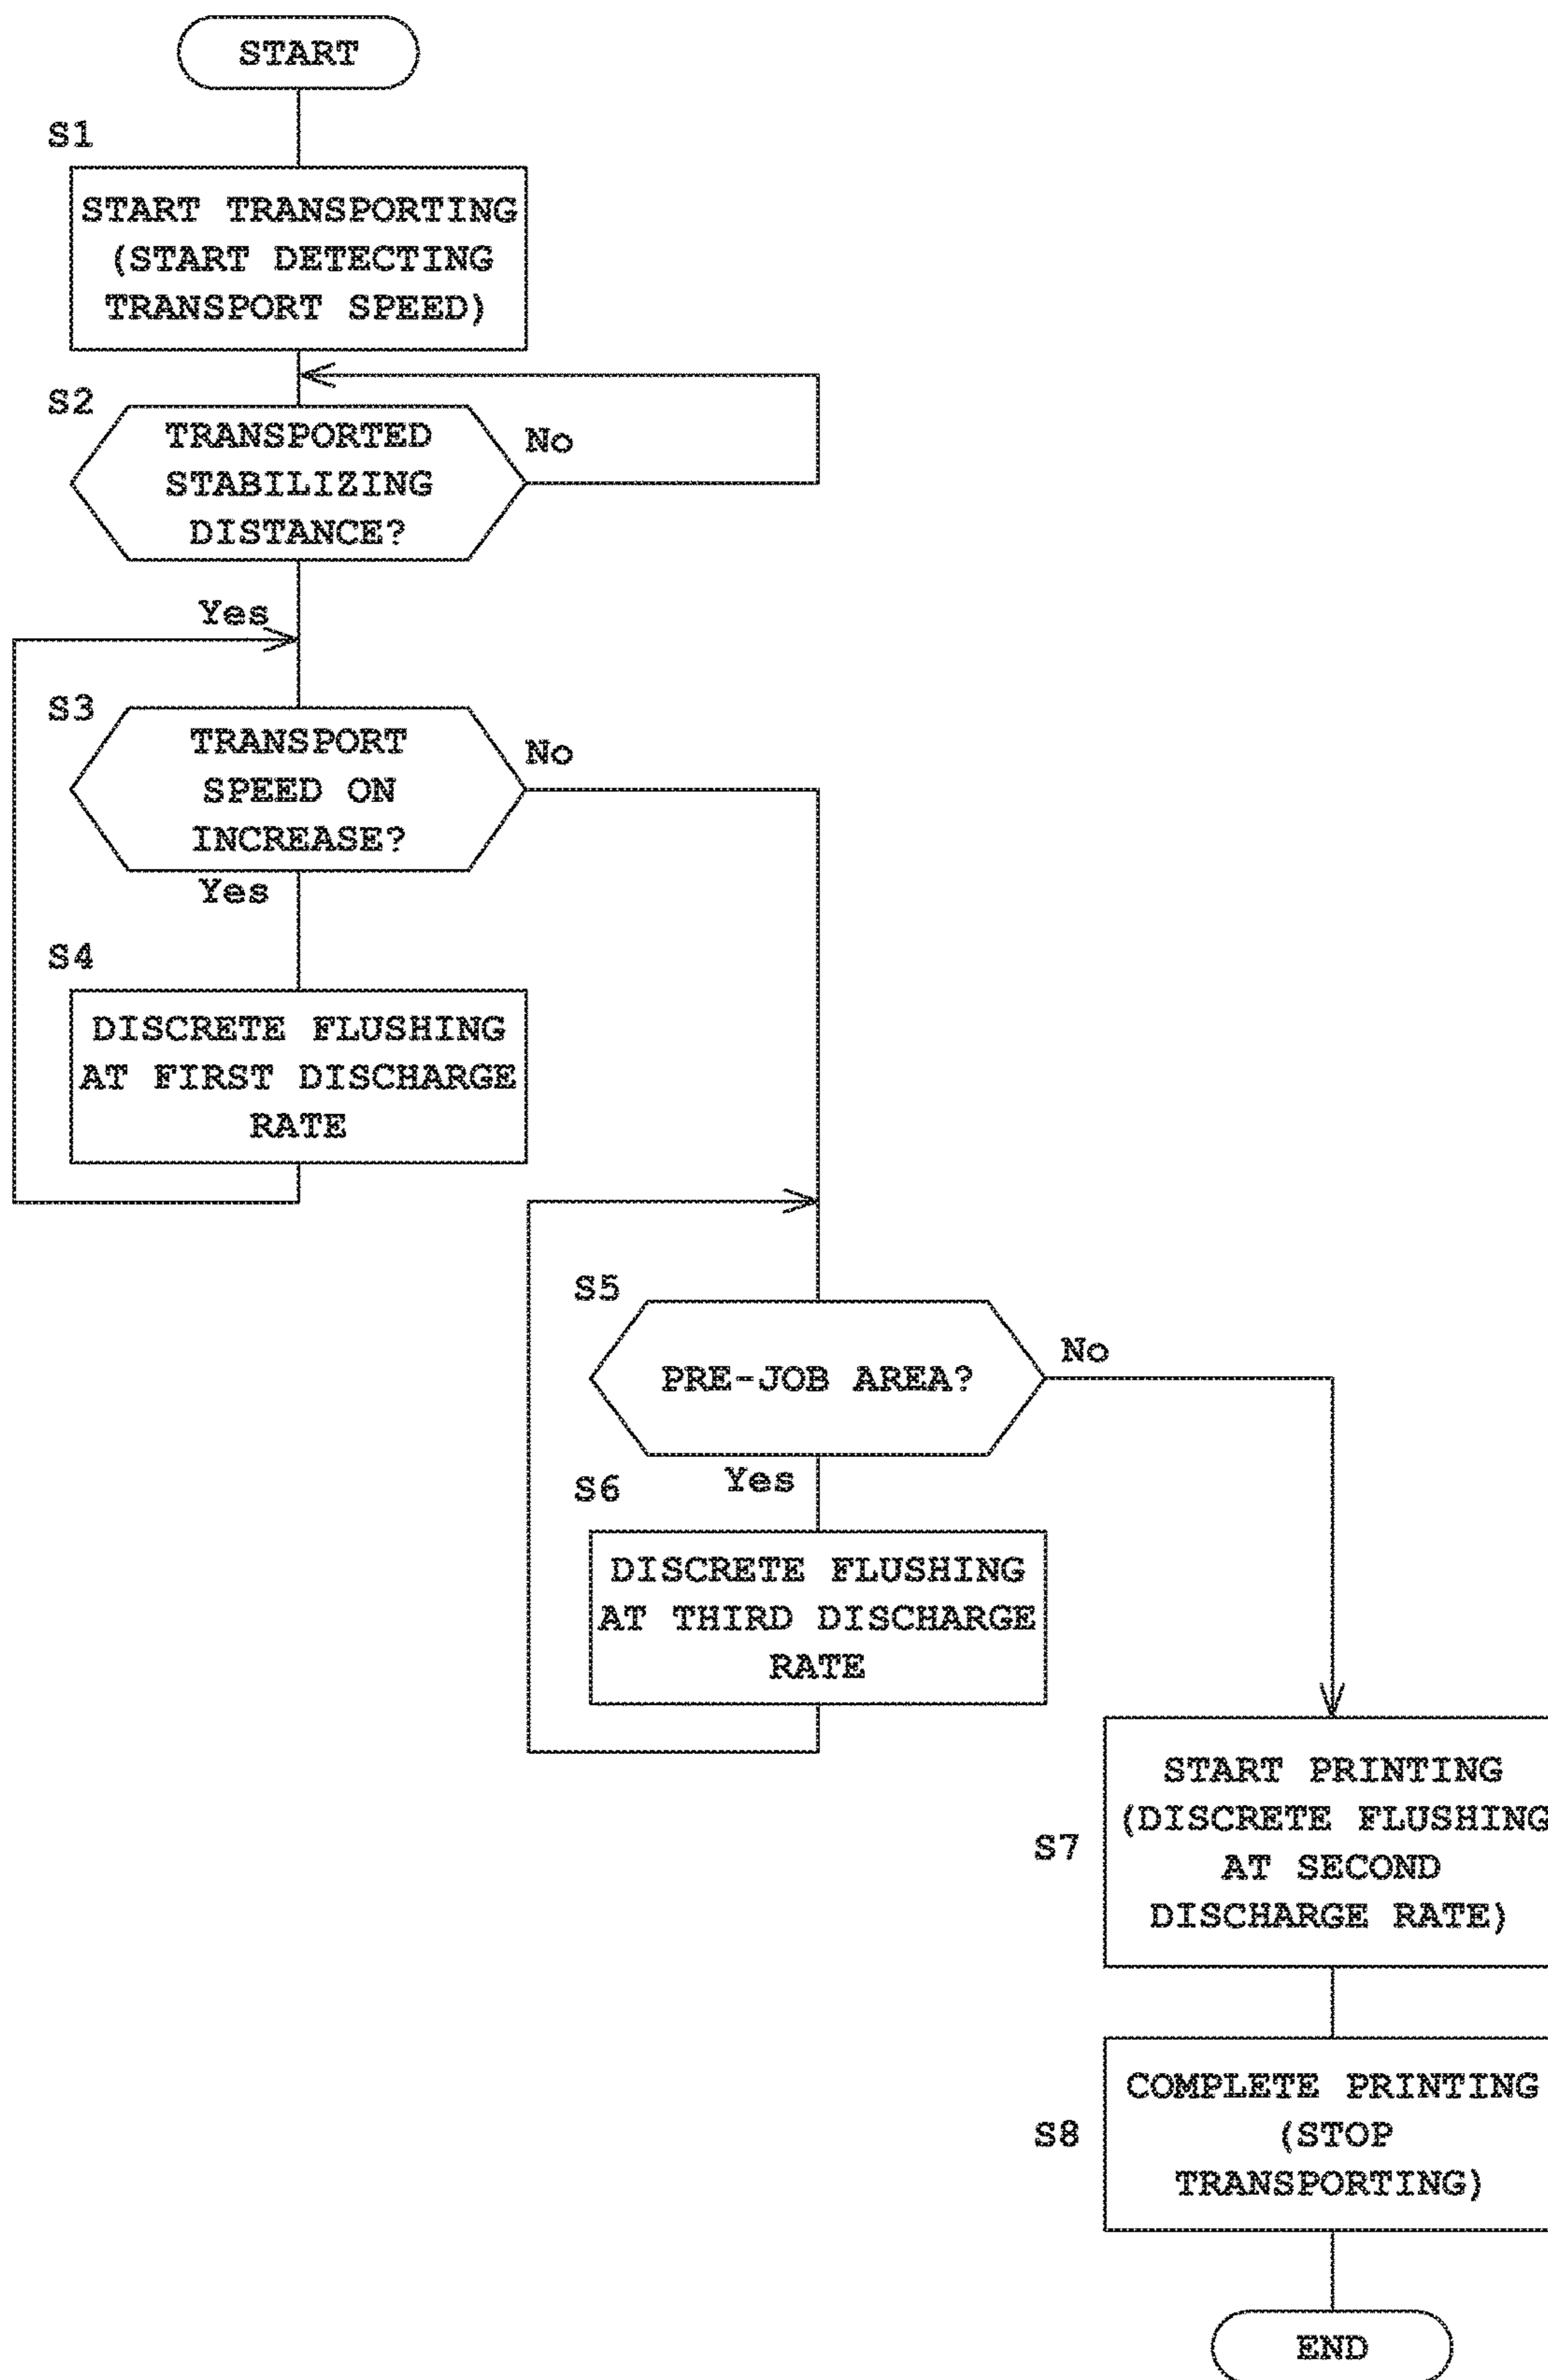 START
S1
START TRANSPORTING
(START DETECTING
TRANSPORT SPEED)
S2
TRANSPORTED
STABILIZING
DISTANCE?
No
Yes
S3
TRANSPORT
SPEED ON
INCREASE?
No
Yes
S4
DISCRETE FLUSHING
AT FIRST DISCHARGE
RATE
S5
PRE-JOB AREA?
No
Yes
S6
DISCRETE FLUSHING
AT THIRD DISCHARGE
RATE
S7
START PRINTING
(DISCRETE FLUSHING
AT SECOND
DISCHARGE RATE)
S8
COMPLETE PRINTING
(STOP
TRANSPORTING)
END